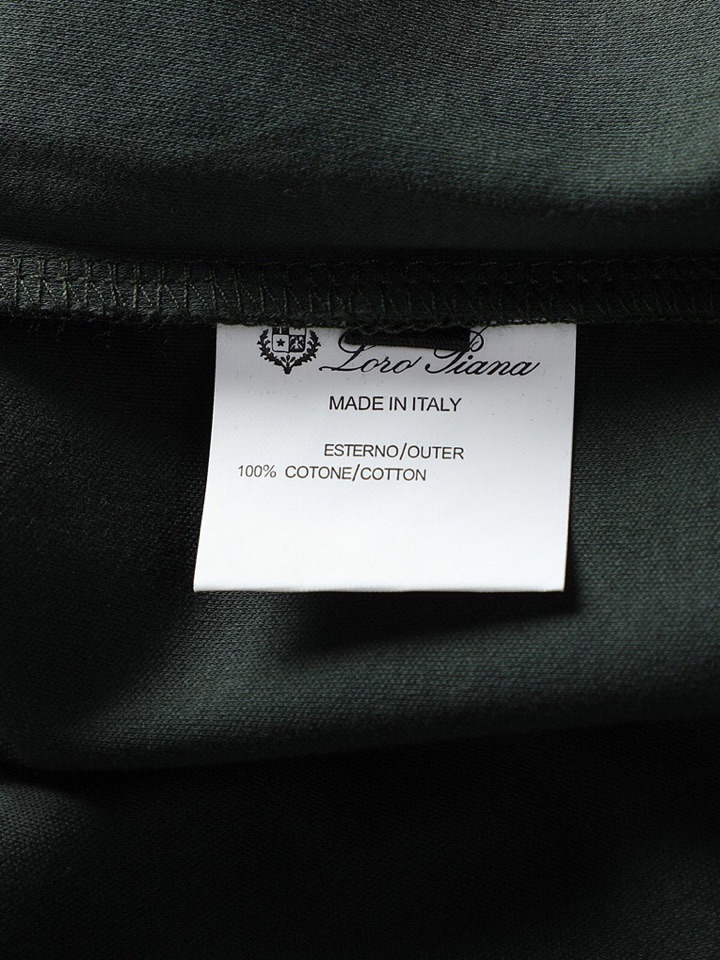 Loro Piana
MADE IN ITALY
ESTERNO/OUTER
100% COTONE/COTTON